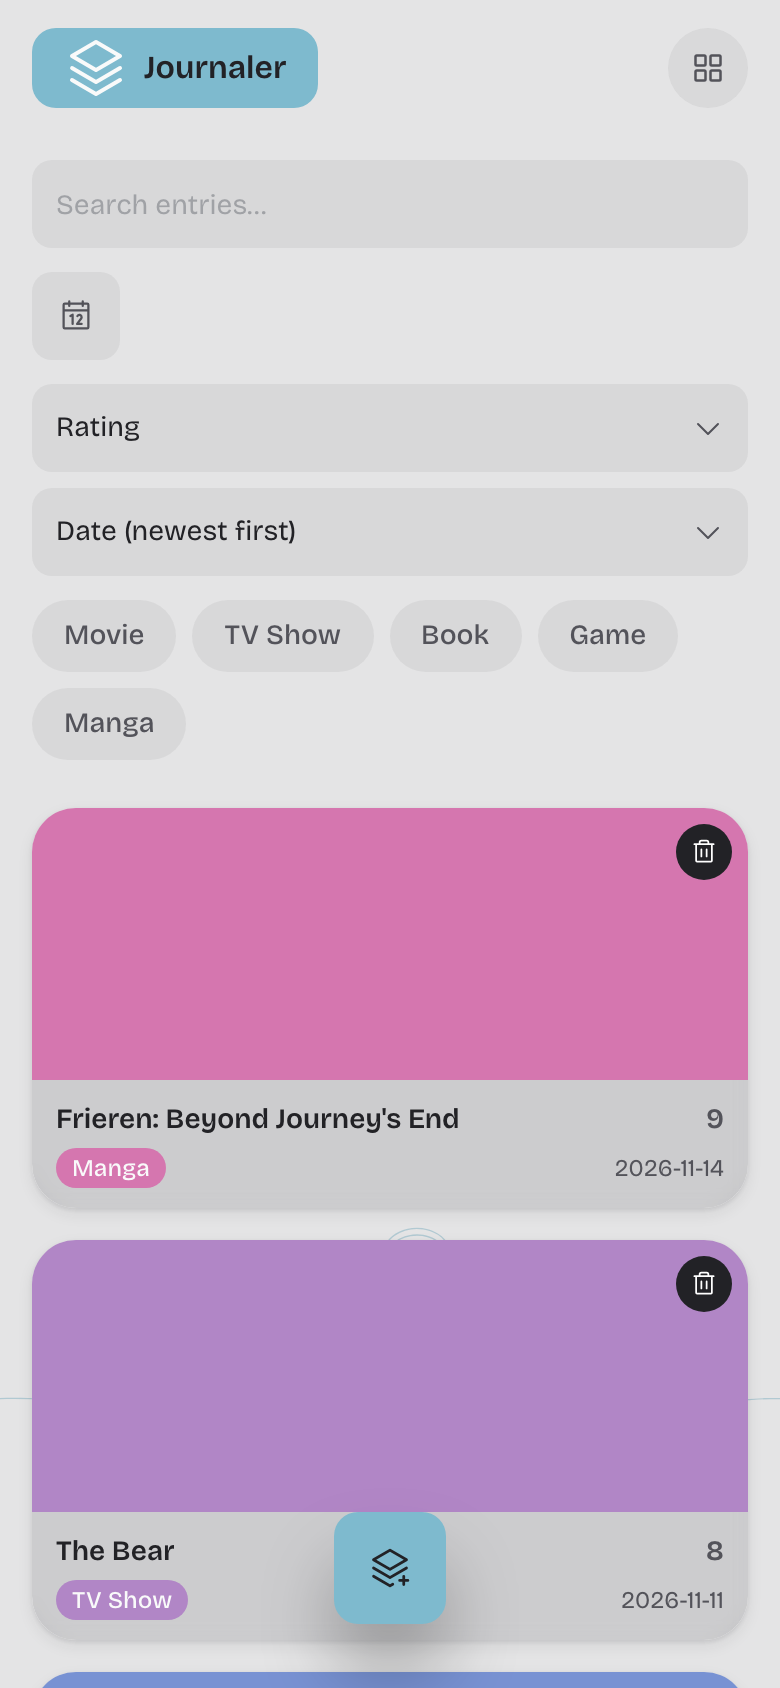 Journaler
Search entries...
12
Rating
Date (newest first)
Movie
TV Show
Book
Game
Manga
Frieren: Beyond Journey's End
9
Manga
2026-11-14
The Bear
8
TV Show
2026-11-11